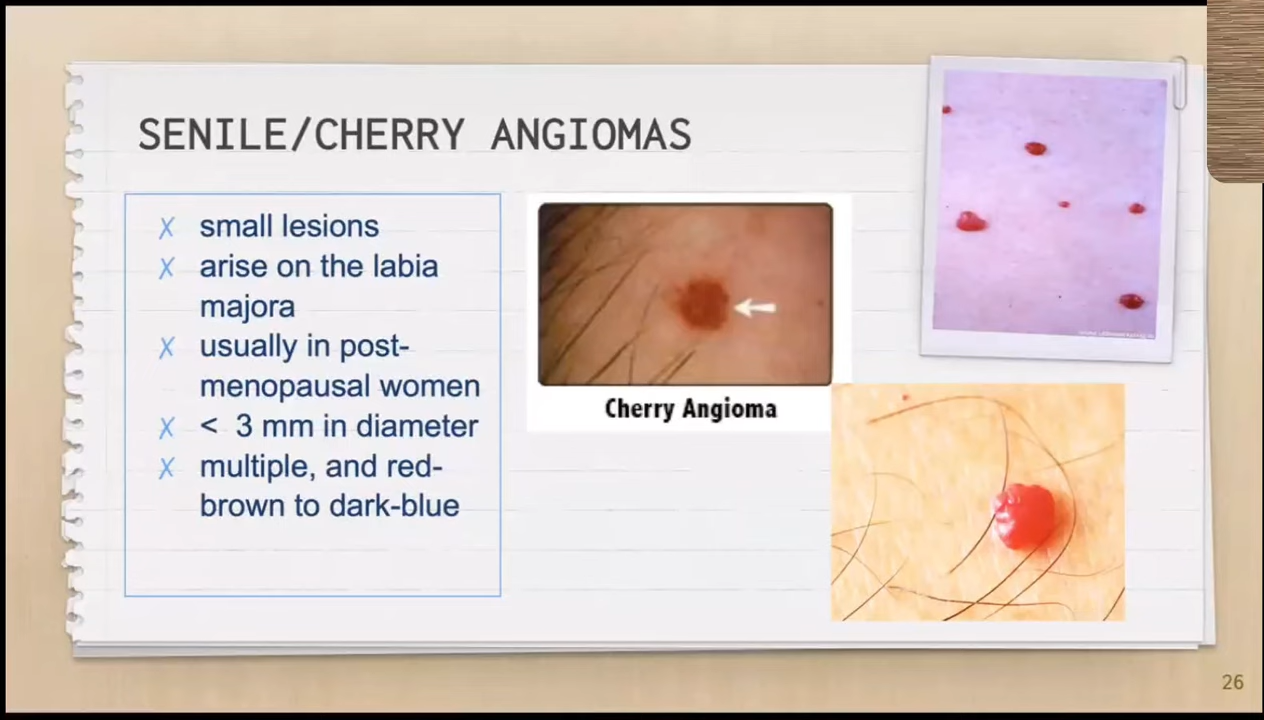 SENILE/CHERRY ANGIOMAS
✗ small lesions
✗ arise on the labia
majora
✗ usually in post-
menopausal women
✗ < 3 mm in diameter
✗ multiple, and red-
brown to dark-blue
Cherry Angioma
26